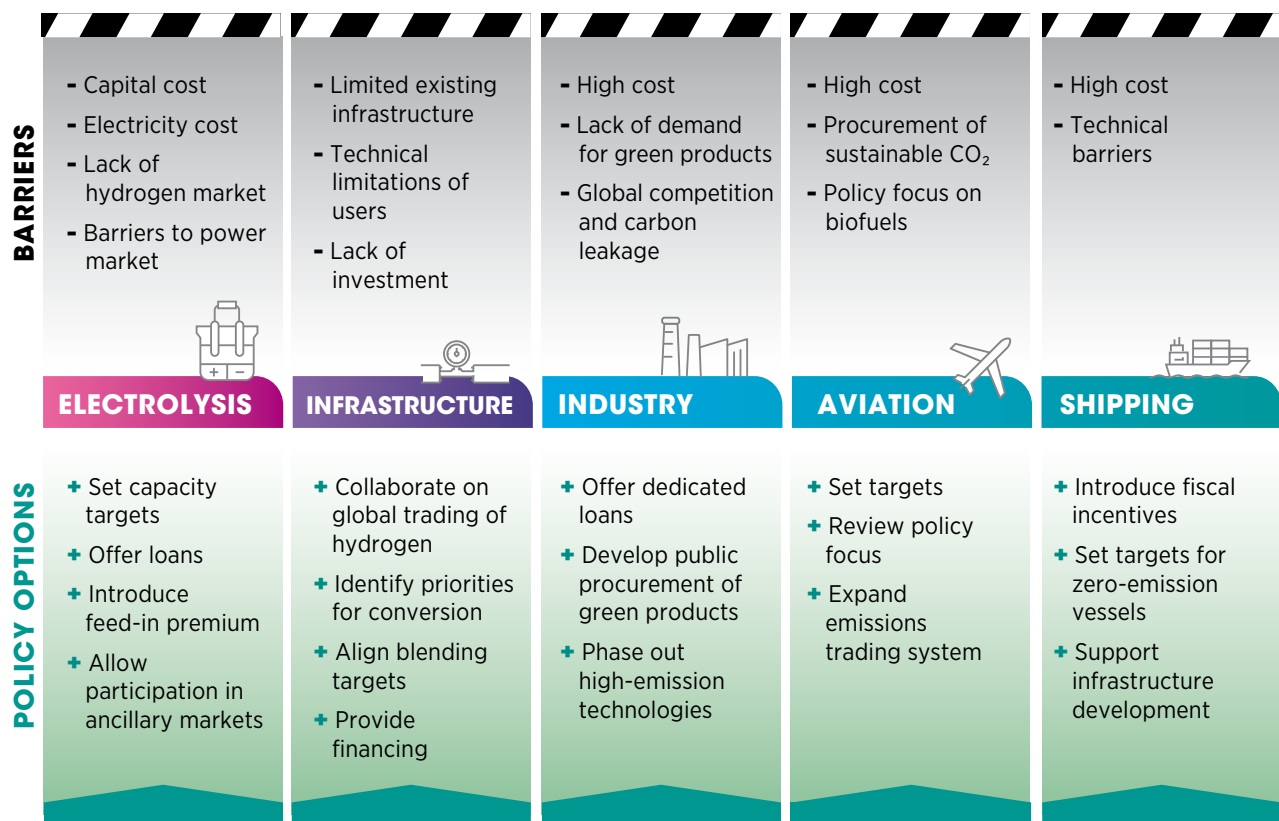 BARRIERS
- Capital cost
- Electricity cost
- Lack of
hydrogen market
- Barriers to power
market
- Limited existing
infrastructure
- Technical
limitations of
users
- Lack of
investment
- High cost
- Lack of demand
for green products
- Global competition
and carbon
leakage
- High cost
- Procurement of
sustainable CO₂
- Policy focus on
biofuels
- High cost
- Technical
barriers
ELECTROLYSIS
INFRASTRUCTURE
INDUSTRY
AVIATION
SHIPPING
POLICY OPTIONS
+ Set capacity
targets
+ Offer loans
+ Introduce
feed-in premium
+ Allow
participation in
ancillary markets
+ Collaborate on
global trading of
hydrogen
+ Identify priorities
for conversion
+ Align blending
targets
+ Provide
financing
+ Offer dedicated
loans
+ Develop public
procurement of
green products
+ Phase out
high-emission
technologies
+ Set targets
+ Review policy
focus
+ Expand
emissions
trading system
+ Introduce fiscal
incentives
+ Set targets for
zero-emission
vessels
+ Support
infrastructure
development